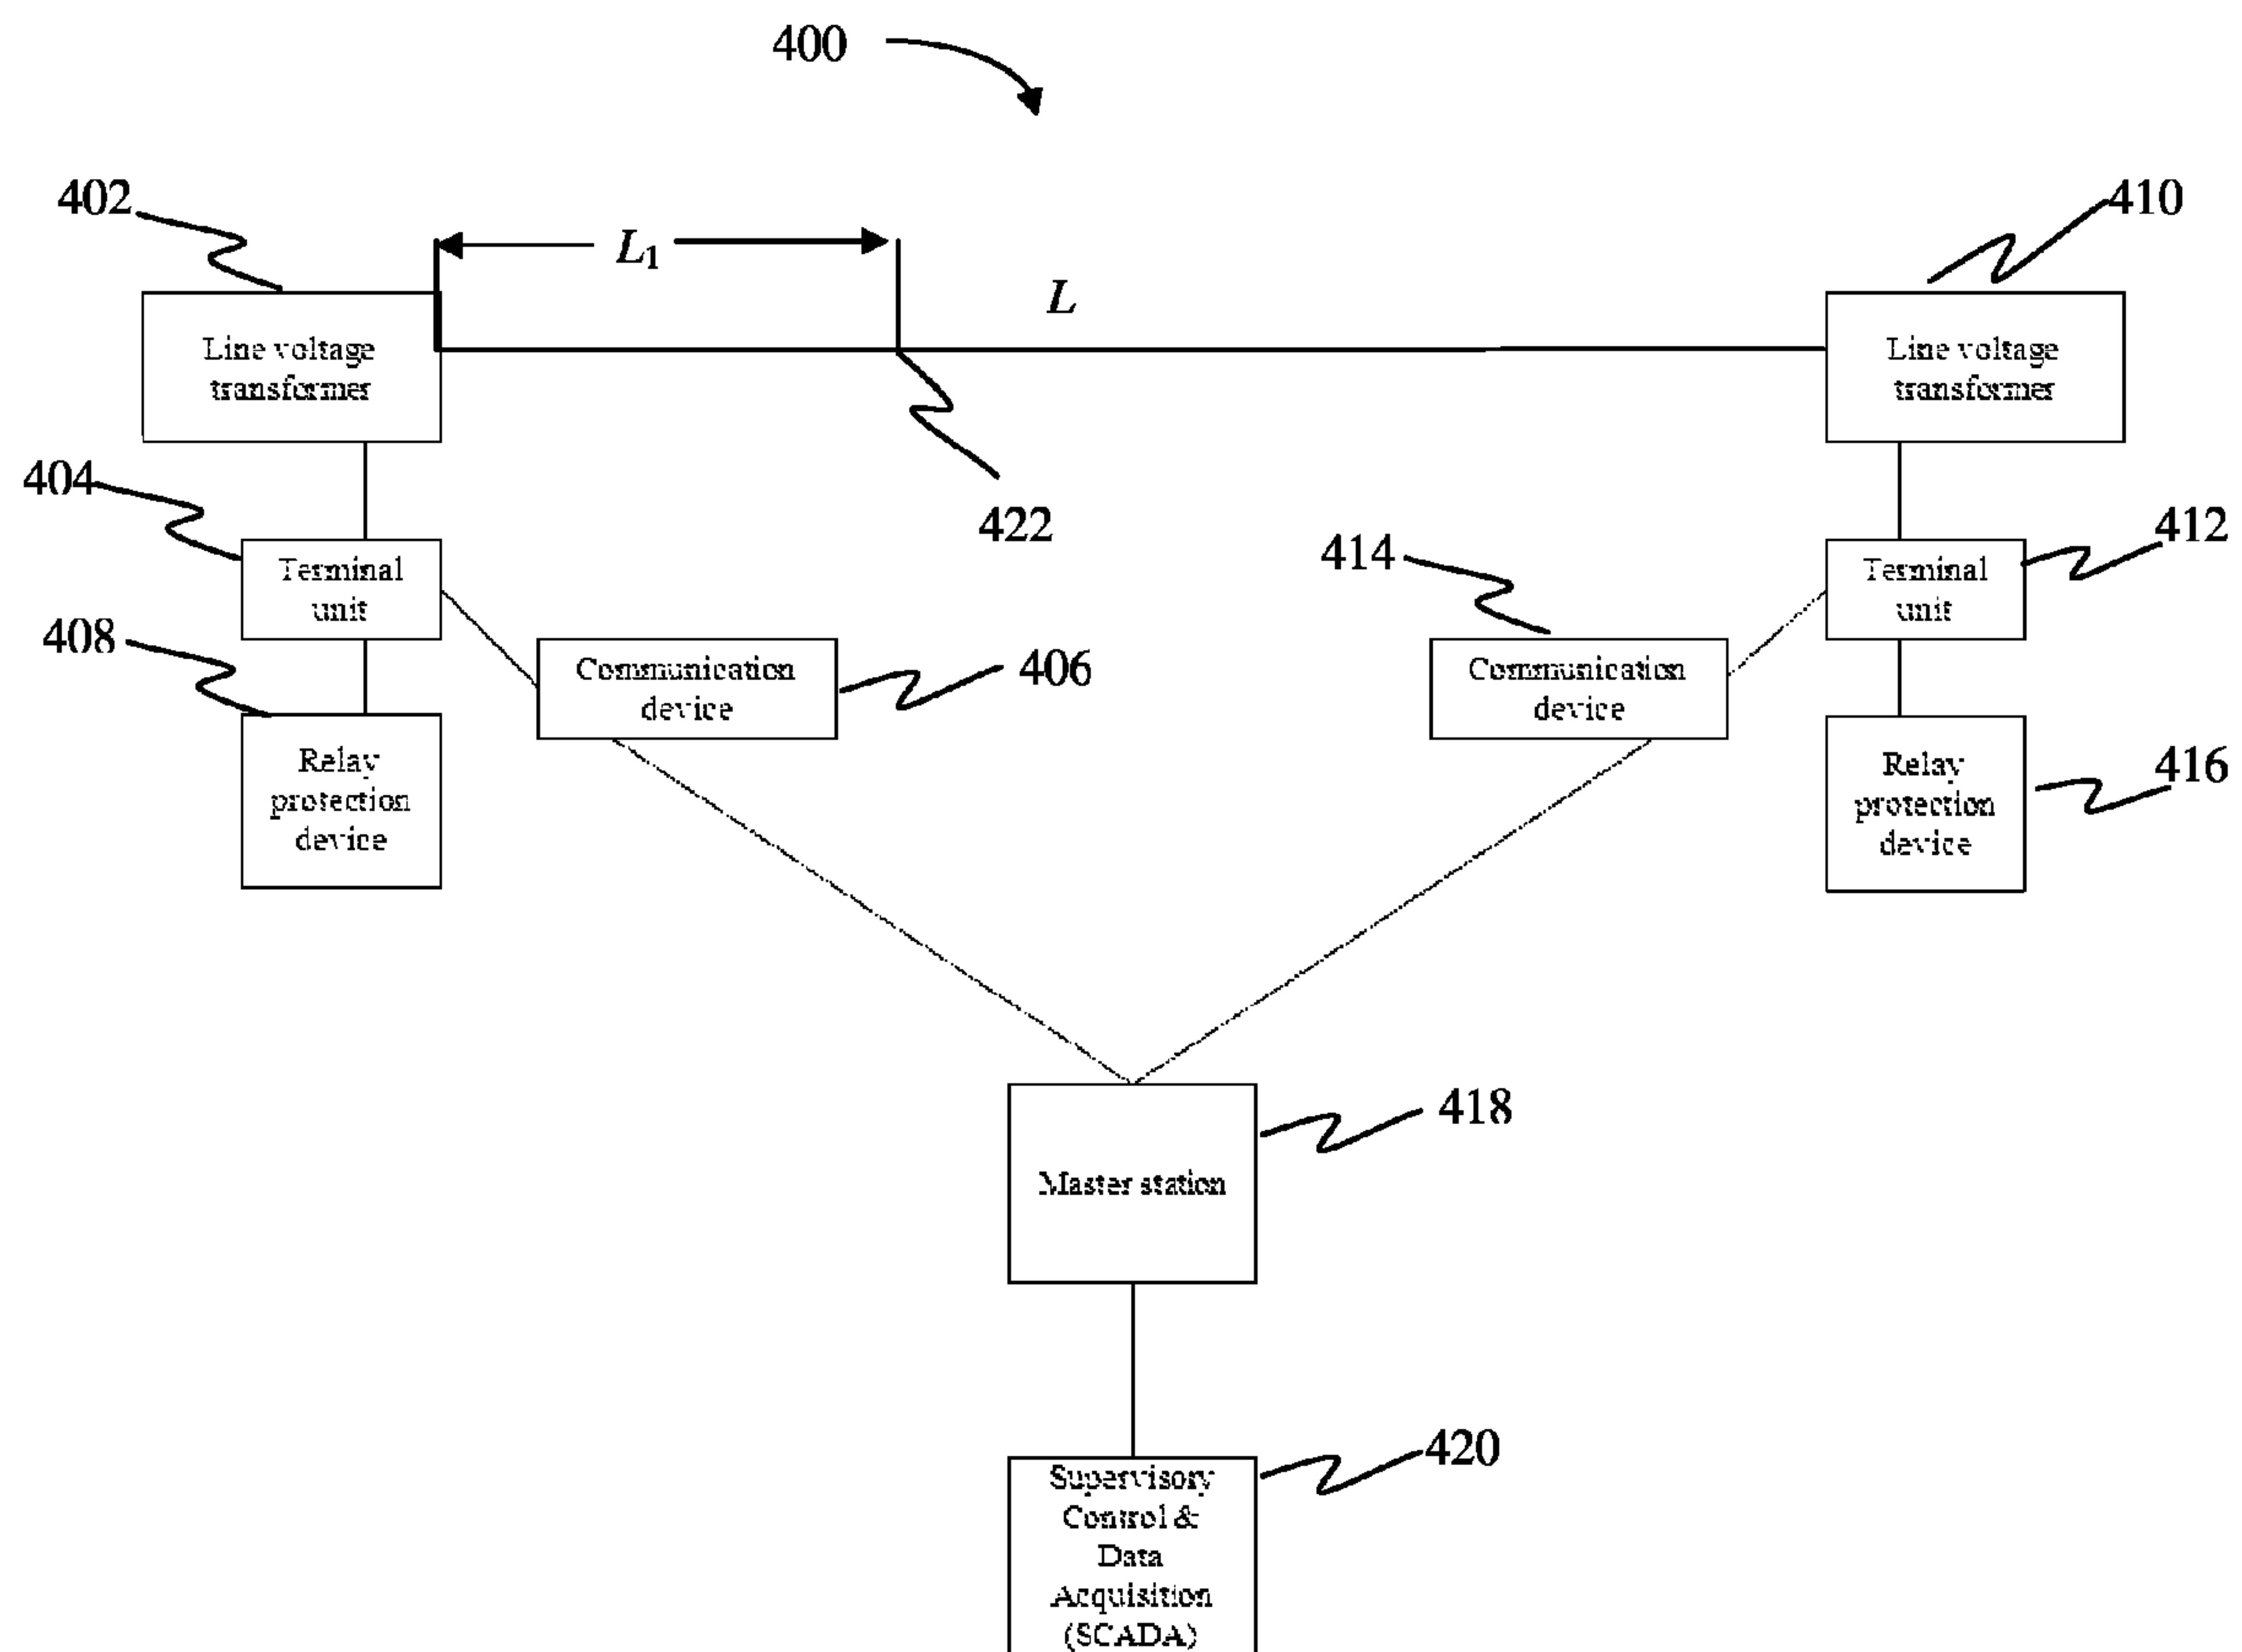 400
402
410
L1
L
Line voltage
transformer
Line voltage
transformer
404
422
414
412
Terminal
unit
Terminal
unit
408
Communication
device
406
Communication
device
Relay
protection
device
Relay
protection
device
416
418
Master station
420
Supervisory
Control &
Data
Acquisition
(SCADA)